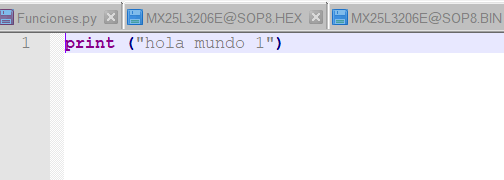 Funciones.py MX25L3206E@SOP8.HEX MX25L3206E@SOP8.BIN
1 print ("hola mundo 1")